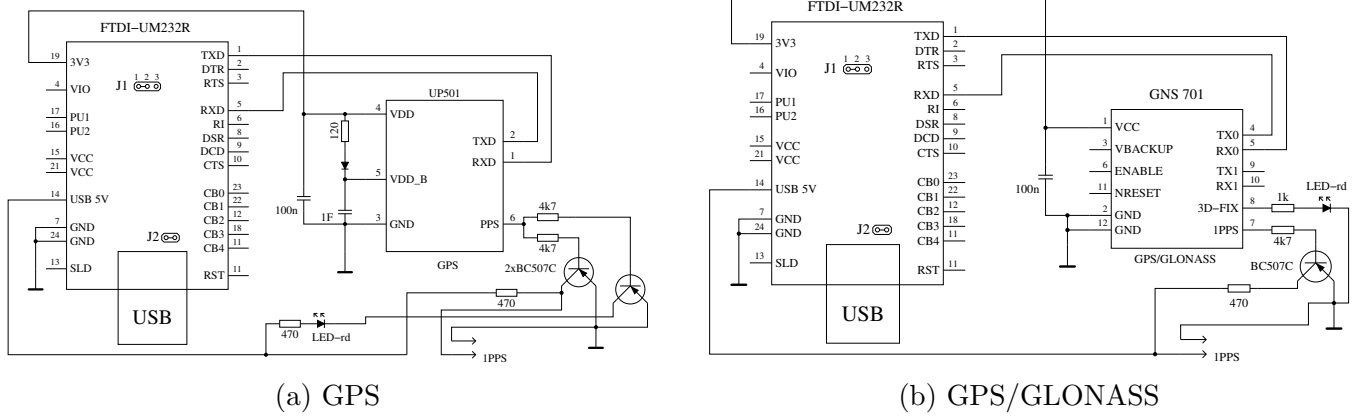 FTDI−UM232R
19
3V3
4
VIO
17
PU1
16
PU2
15
VCC
21
VCC
14
USB 5V
7
GND
24
GND
13
SLD
J1
1 2 3
J2
TXD
1
DTR
2
RTS
3
RXD
5
RI
6
DSR
8
DCD
9
CTS
10
CB0
23
CB1
22
CB2
12
CB3
18
CB4
11
RST
11
USB
100n
120
1F
UP501
4
VDD
5
VDD_B
3
GND
TXD
2
RXD
1
PPS
6
GPS
4k7
4k7
2xBC507C
470
470
LED−rd
1PPS
(a) GPS
FTDI−UM232R
19
3V3
4
VIO
17
PU1
16
PU2
15
VCC
21
VCC
14
USB 5V
7
GND
24
GND
13
SLD
J1
1 2 3
J2
TXD
1
DTR
2
RTS
3
RXD
5
RI
6
DSR
8
DCD
9
CTS
10
CB0
23
CB1
22
CB2
12
CB3
18
CB4
11
RST
11
USB
100n
GNS 701
1
VCC
3
VBACKUP
6
ENABLE
11
NRESET
2
GND
12
GND
TX0
4
RX0
5
TX1
9
RX1
10
3D−FIX
8
1PPS
7
GPS/GLONASS
1k
LED−rd
4k7
BC507C
470
1PPS
(b) GPS/GLONASS